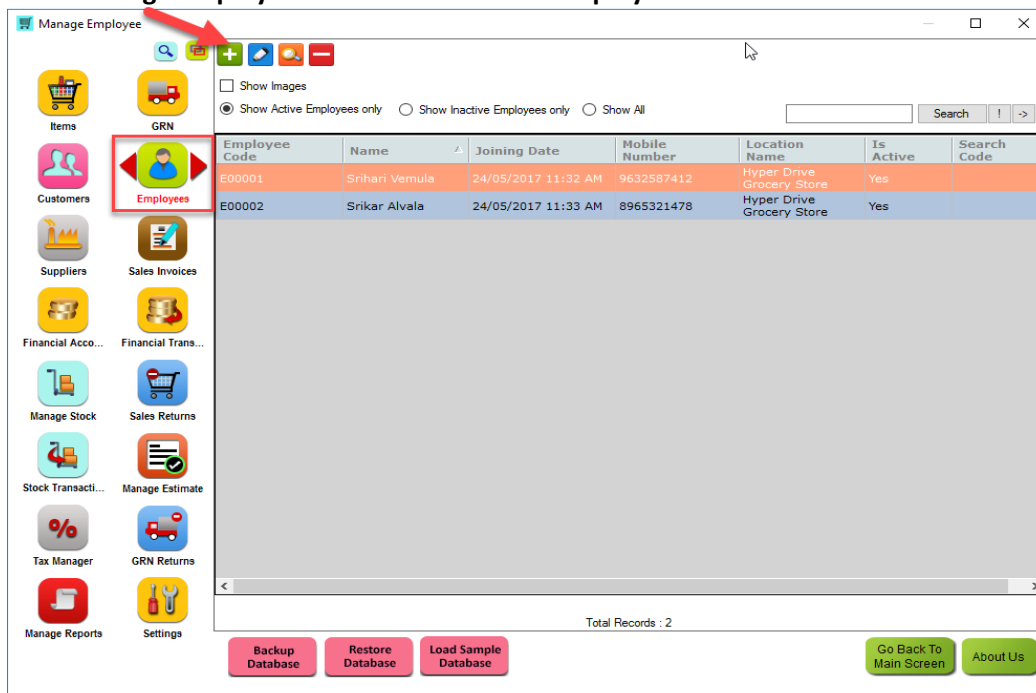 Manage Employee
Show Images
Show Active Employees only Show Inactive Employees only Show All
Search ! ->
Items GRN
Customers Employees
Suppliers Sales Invoices
Financial Acco... Financial Trans...
Manage Stock Sales Returns
Stock Transacti... Manage Estimate
Tax Manager GRN Returns
Manage Reports Settings
Employee Code Name Joining Date Mobile Number Location Name Is Active Search Code
E00001 Srihari Vemula 24/05/2017 11:32 AM 9632587412 Hyper Drive Grocery Store Yes
E00002 Srikar Alvala 24/05/2017 11:33 AM 8965321478 Hyper Drive Grocery Store Yes
Total Records : 2
Backup Database
Restore Database
Load Sample Database
Go Back To Main Screen
About Us